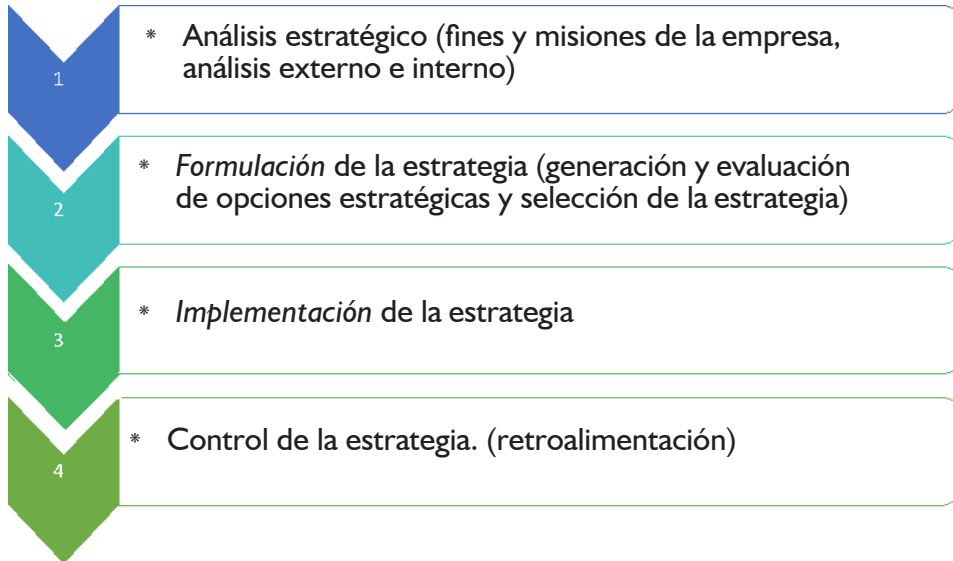 * Análisis estratégico (fines y misiones de la empresa,
análisis externo e interno)
1
* Formulación de la estrategia (generación y evaluación
de opciones estratégicas y selección de la estrategia)
2
* Implementación de la estrategia
3
* Control de la estrategia. (retroalimentación)
4